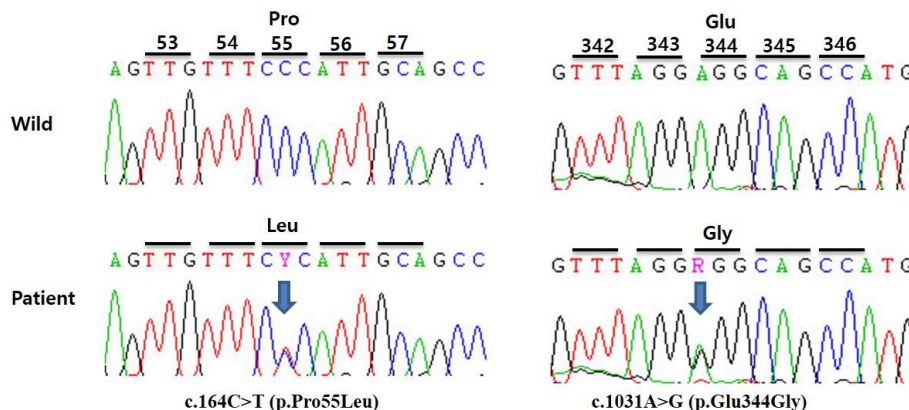 Pro Glu
53 54 55 56 57 342 343 344 345 346
AGTTGTTTCCCATTGCAGCC GTTTAGGAGGCAGCCATG
Wild
Leu Gly
AGTTGTTTCYCATTGCAGCC GTTTAGGRGGCAGCCATG
Patient
c.164C>T (p.Pro55Leu) c.1031A>G (p.Glu344Gly)